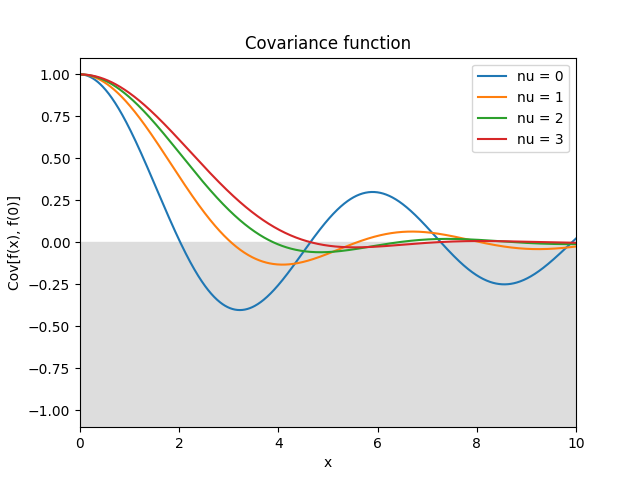 Covariance function
Cov[f(x), f(0)]
1.00
0.75
0.50
0.25
0.00
−0.25
−0.50
−0.75
−1.00
nu = 0
nu = 1
nu = 2
nu = 3
0 2 4 6 8 10
x